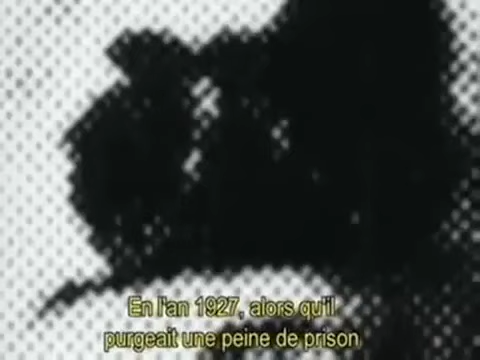 En l'an 1927, alors qu'il
purgeait une peine de prison